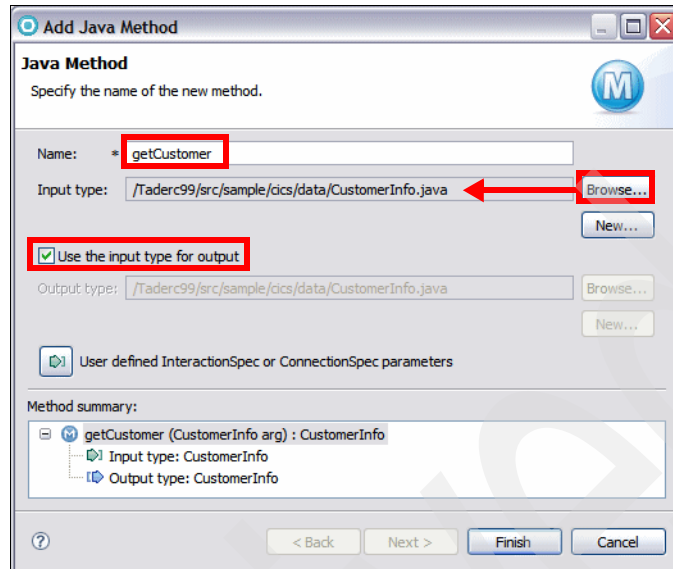 Add Java Method
Java Method
Specify the name of the new method.
M
Name: * getCustomer
Input type: /Taderc99/src/sample/cics/data/CustomerInfo.java Browse...
New...
Use the input type for output
Output type: /Taderc99/src/sample/cics/data/CustomerInfo.java Browse...
New...
User defined InteractionSpec or ConnectionSpec parameters
Method summary:
M getCustomer (CustomerInfo arg) : CustomerInfo
Input type: CustomerInfo
Output type: CustomerInfo
? < Back Next > Finish Cancel